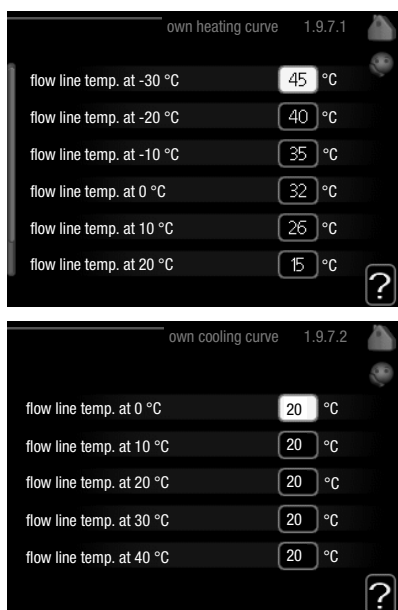 own heating curve 1.9.7.1
flow line temp. at -30 °C 45 °C
flow line temp. at -20 °C 40 °C
flow line temp. at -10 °C 35 °C
flow line temp. at 0 °C 32 °C
flow line temp. at 10 °C 26 °C
flow line temp. at 20 °C 15 °C
?
own cooling curve 1.9.7.2
flow line temp. at 0 °C 20 °C
flow line temp. at 10 °C 20 °C
flow line temp. at 20 °C 20 °C
flow line temp. at 30 °C 20 °C
flow line temp. at 40 °C 20 °C
?